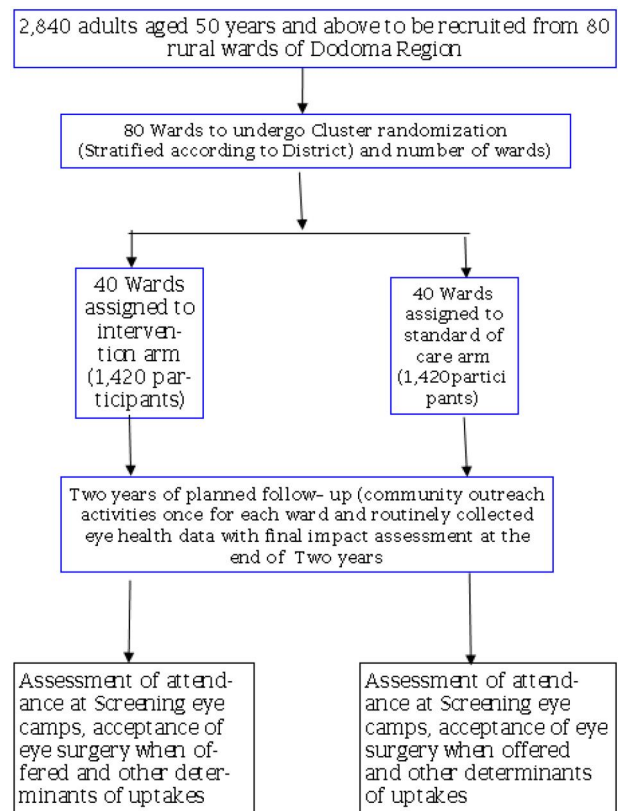 2,840 adults aged 50 years and above to be recruited from 80
rural wards of Dodoma Region
80 Wards to undergo Cluster randomization
(Stratified according to District) and number of wards)
40 Wards
assigned to
interven-
tion arm
(1,420 par-
ticipants)
40 Wards
assigned to
standard of
care arm
(1,420partici
pants)
Two years of planned follow- up (community outreach
activities once for each ward and routinely collected
eye health data with final impact assessment at the
end of Two years
Assessment of attend-
ance at Screening eye
camps, acceptance of
eye surgery when of-
fered and other deter-
minants of uptakes
Assessment of attend-
ance at Screening eye
camps, acceptance of eye
surgery when offered
and other determinants
of uptakes